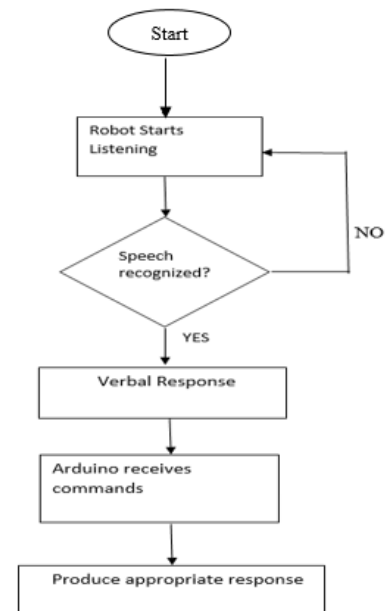 Start
Robot Starts
Listening
Speech
recognized?
NO
YES
Verbal Response
Arduino receives
commands
Produce appropriate response